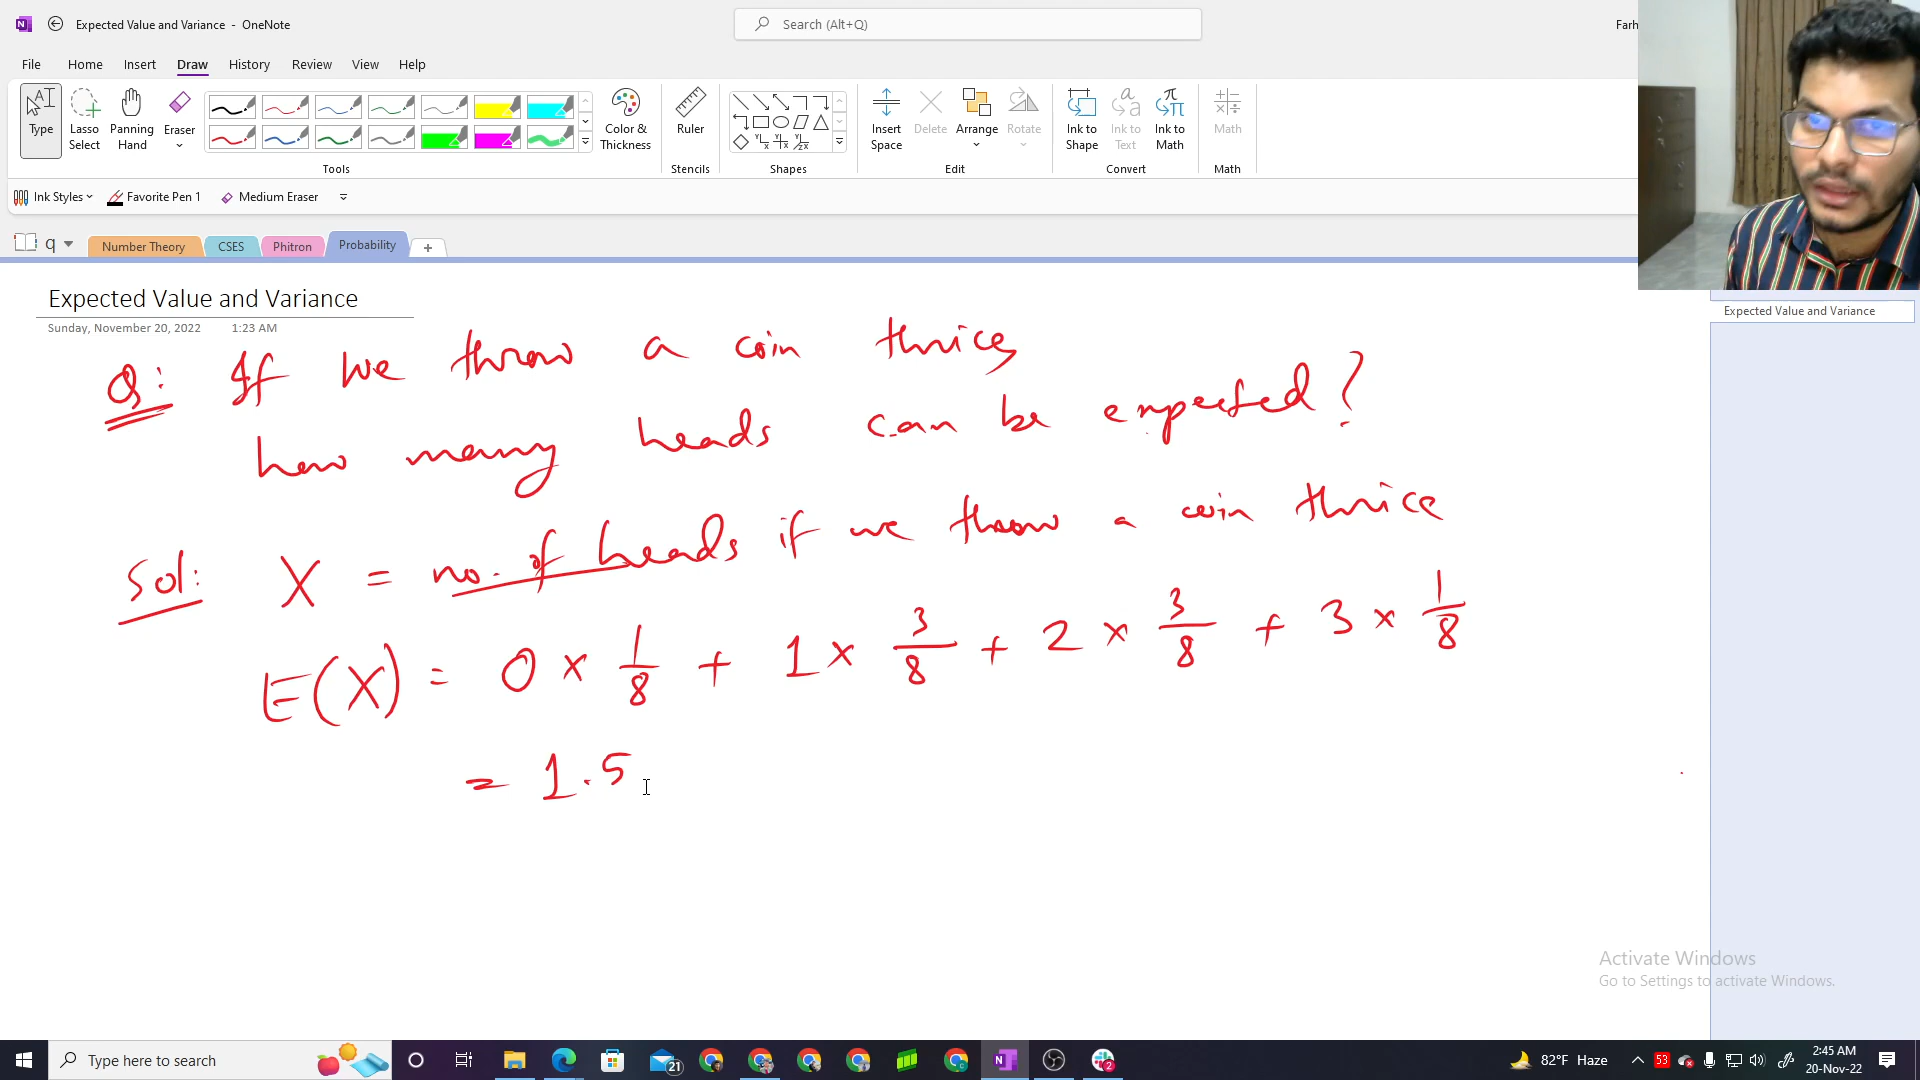 Expected Value and Variance - OneNote
Search (Alt+Q)
Farh
File Home Insert Draw History Review View Help
Type
Lasso Select
Panning Hand
Eraser
Color & Thickness
Ruler
Insert Space
Delete
Arrange
Rotate
Ink to Shape
Ink to Text
Ink to Math
Math
Tools Stencils Shapes Edit Convert Math
Ink Styles Favorite Pen 1 Medium Eraser
q Number Theory CSES Phitron Probability +
Expected Value and Variance
Sunday, November 20, 2022 1:23 AM
Expected Value and Variance
Q: If we throw a coin thrice,
how many heads can be expected?
Sol: X = no. of heads if we throw a coin thrice
E(X) = 0 × 1/8 + 1 × 3/8 + 2 × 3/8 + 3 × 1/8
= 1.5
Activate Windows
Go to Settings to activate Windows.
Type here to search
21
2
82°F Haze
53
2:45 AM
20-Nov-22